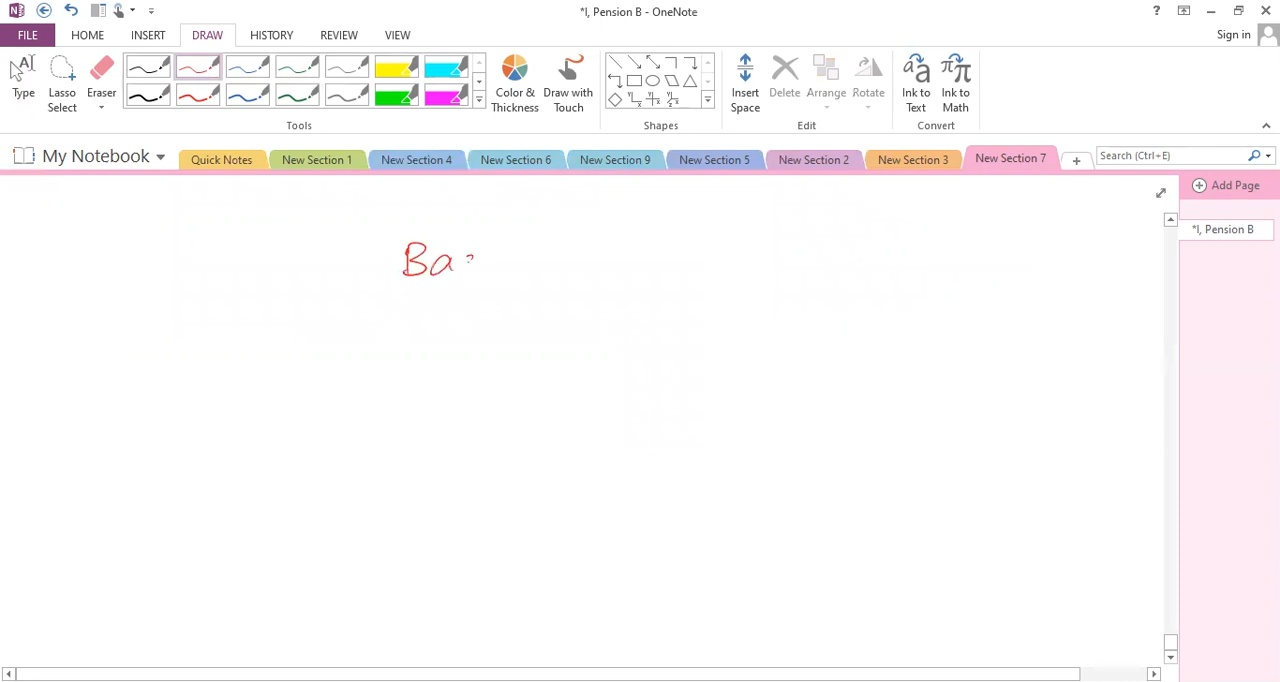 *I, Pension B - OneNote
? 
Sign in
FILE HOME INSERT DRAW HISTORY REVIEW VIEW
Type
Lasso Select
Eraser
Color & Thickness
Draw with Touch
Insert Space
Delete
Arrange
Rotate
Ink to Text
Ink to Math
Tools
Shapes
Edit
Convert
My Notebook
Quick Notes New Section 1 New Section 4 New Section 6 New Section 9 New Section 5 New Section 2 New Section 3 New Section 7
Search (Ctrl+E)
Add Page
*I, Pension B
Ba